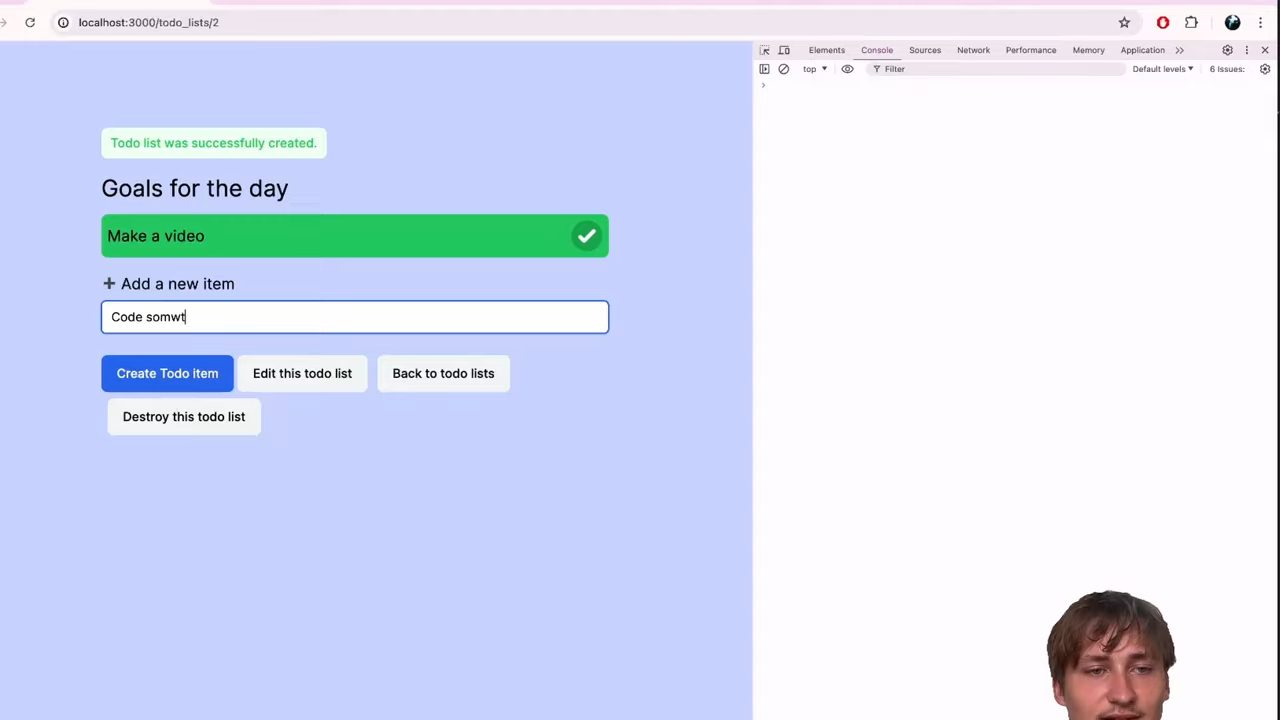 localhost:3000/todo_lists/2
Elements Console Sources Network Performance Memory Application
top Filter Default levels 6 Issues:
Todo list was successfully created.
Goals for the day
Make a video
Add a new item
Code somwt
Create Todo item Edit this todo list Back to todo lists
Destroy this todo list